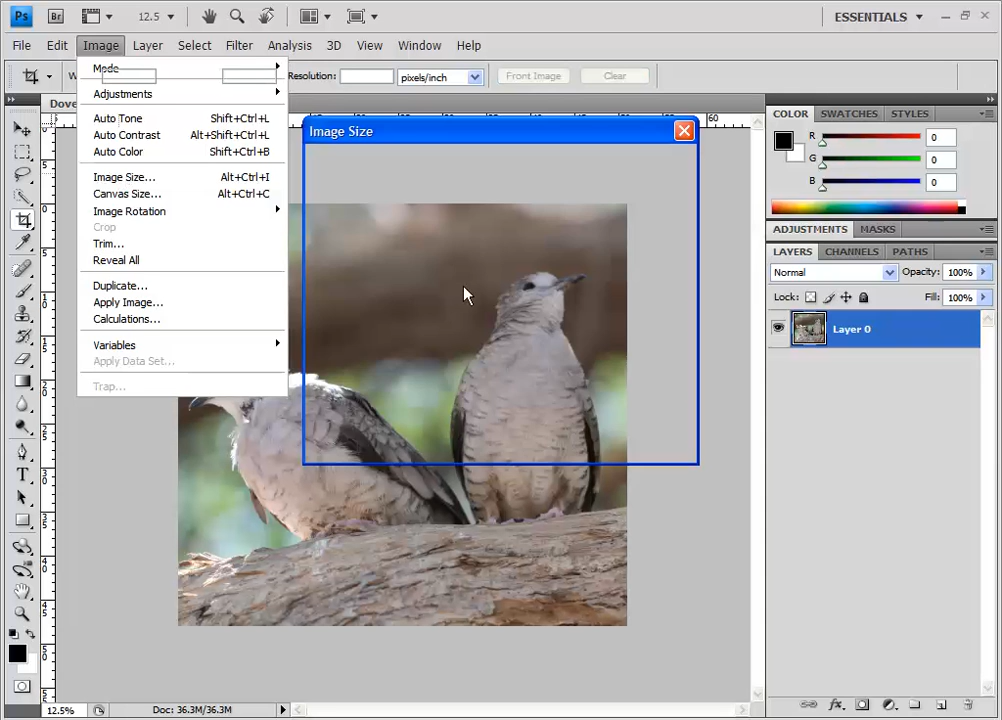 Ps Br 12.5 ESSENTIALS
File Edit Image Layer Select Filter Analysis 3D View Window Help
Resolution: pixels/inch Front Image Clear
Mode
Adjustments
Auto Tone Shift+Ctrl+L
Auto Contrast Alt+Shift+Ctrl+L
Auto Color Shift+Ctrl+B
Image Size... Alt+Ctrl+I
Canvas Size... Alt+Ctrl+C
Image Rotation
Crop
Trim...
Reveal All
Duplicate...
Apply Image...
Calculations...
Variables
Apply Data Set...
Trap...
Image Size
60
COLOR SWATCHES STYLES
R 0
G 0
B 0
ADJUSTMENTS MASKS
LAYERS CHANNELS PATHS
Normal Opacity: 100%
Lock: Fill: 100%
Layer 0
12.5% Doc: 36.3M/36.3M